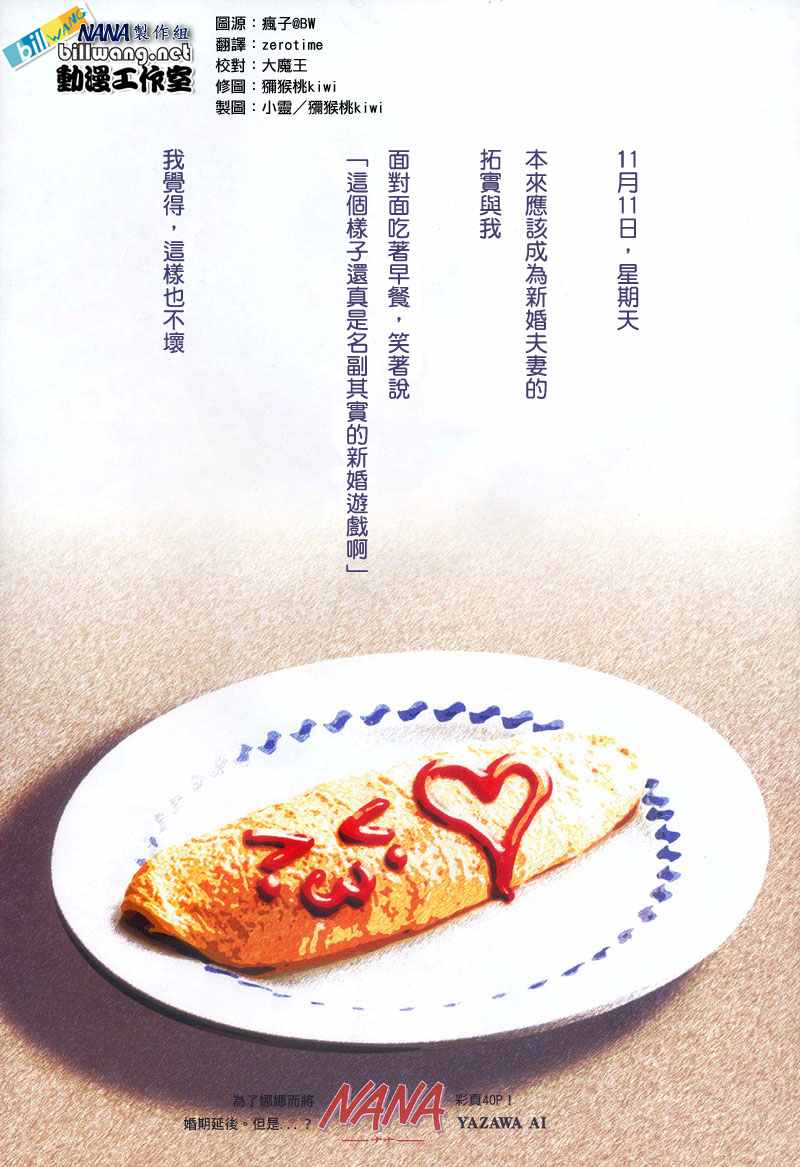 billWANG
NANA製作組
billwang.net
動漫工作室
圖源：瘋子@BW
翻譯：zerotime
校對：大魔王
修圖：獼猴桃kiwi
製圖：小靈／獼猴桃kiwi
11月11日，星期天
本來應該成為新婚夫妻的
拓實與我
面對面吃著早餐，笑著說
「這個樣子還真是名副其實的新婚遊戲啊」
我覺得，這樣也不壞
為了娜娜而將
婚期延後。但是...？
NANA
ナナ
彩頁40P！
YAZAWA AI